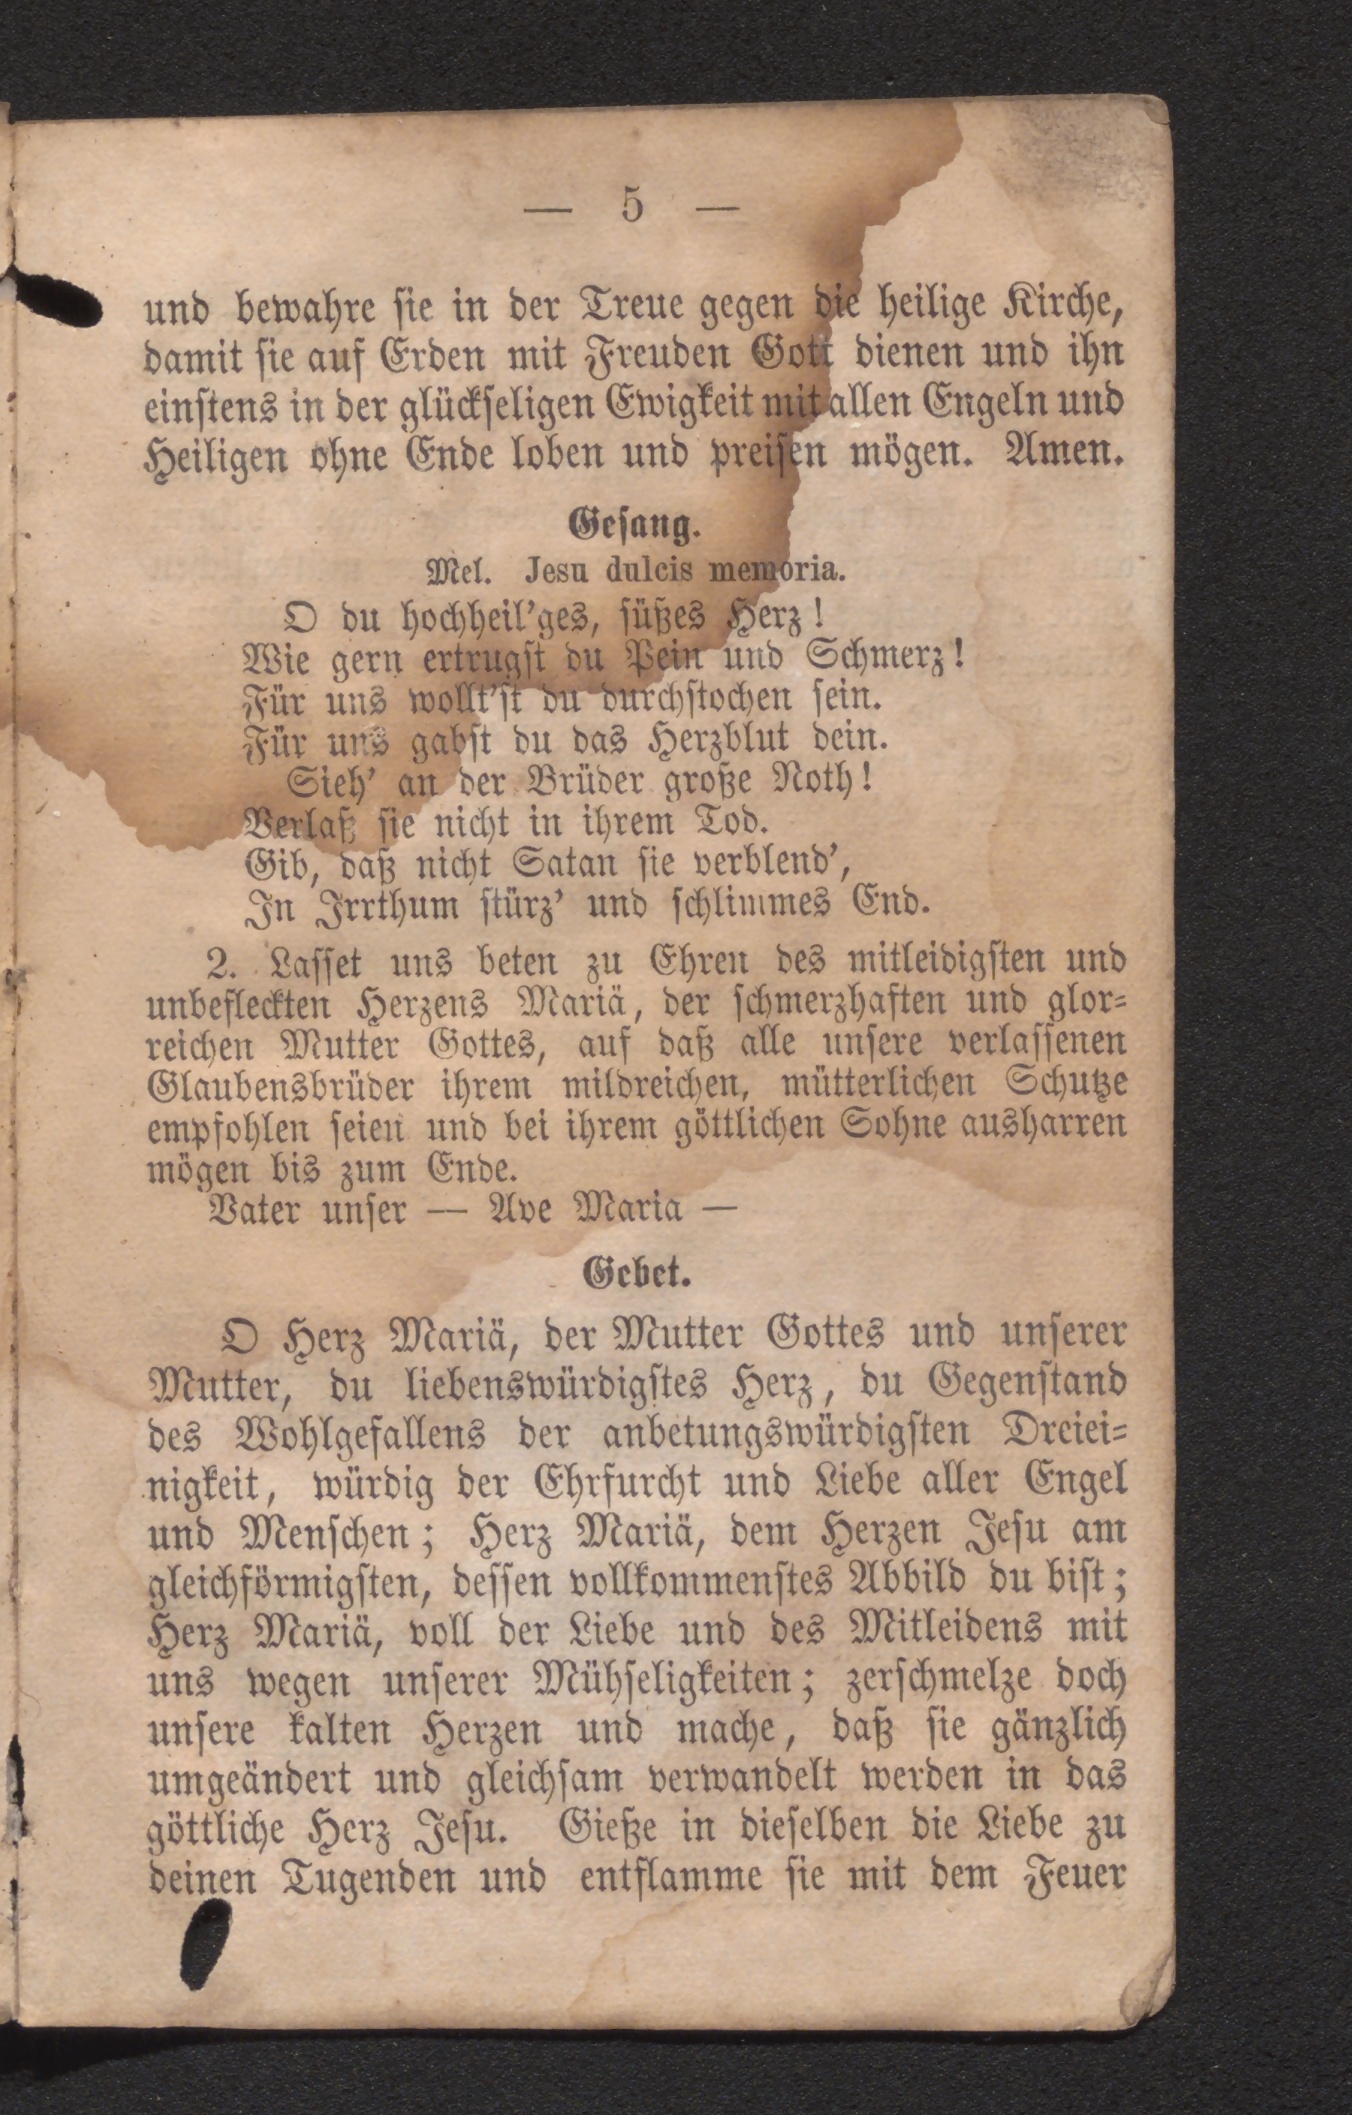 — 5 —
und bewahre sie in der Treue gegen die heilige Kirche,
damit sie auf Erden mit Freuden Gott dienen und ihn
einstens in der glückseligen Ewigkeit mit allen Engeln und
Heiligen ohne Ende loben und preisen mögen. Amen.
Gesang.
Mel. Jesu dulcis memoria.
O du hochheil'ges, süßes Herz!
Wie gern ertrugst du Pein und Schmerz!
Für uns wollt'st du durchstochen sein.
Für uns gabst du das Herzblut dein.
Sieh' an der Brüder große Noth!
Verlaß sie nicht in ihrem Tod.
Gib, daß nicht Satan sie verblend',
In Irrthum stürz' und schlimmes End.
2. Lasset uns beten zu Ehren des mitleidigsten und
unbefleckten Herzens Mariä, der schmerzhaften und glor-
reichen Mutter Gottes, auf daß alle unsere verlassenen
Glaubensbrüder ihrem mildreichen, mütterlichen Schutze
empfohlen seien und bei ihrem göttlichen Sohne ausharren
mögen bis zum Ende.
Vater unser — Ave Maria —
Gebet.
O Herz Mariä, der Mutter Gottes und unserer
Mutter, du liebenswürdigstes Herz, du Gegenstand
des Wohlgefallens der anbetungswürdigsten Dreiei-
nigkeit, würdig der Ehrfurcht und Liebe aller Engel
und Menschen; Herz Mariä, dem Herzen Jesu am
gleichförmigsten, dessen vollkommenstes Abbild du bist;
Herz Mariä, voll der Liebe und des Mitleidens mit
uns wegen unserer Mühseligkeiten; zerschmelze doch
unsere kalten Herzen und mache, daß sie gänzlich
umgeändert und gleichsam verwandelt werden in das
göttliche Herz Jesu. Gieße in dieselben die Liebe zu
deinen Tugenden und entflamme sie mit dem Feuer